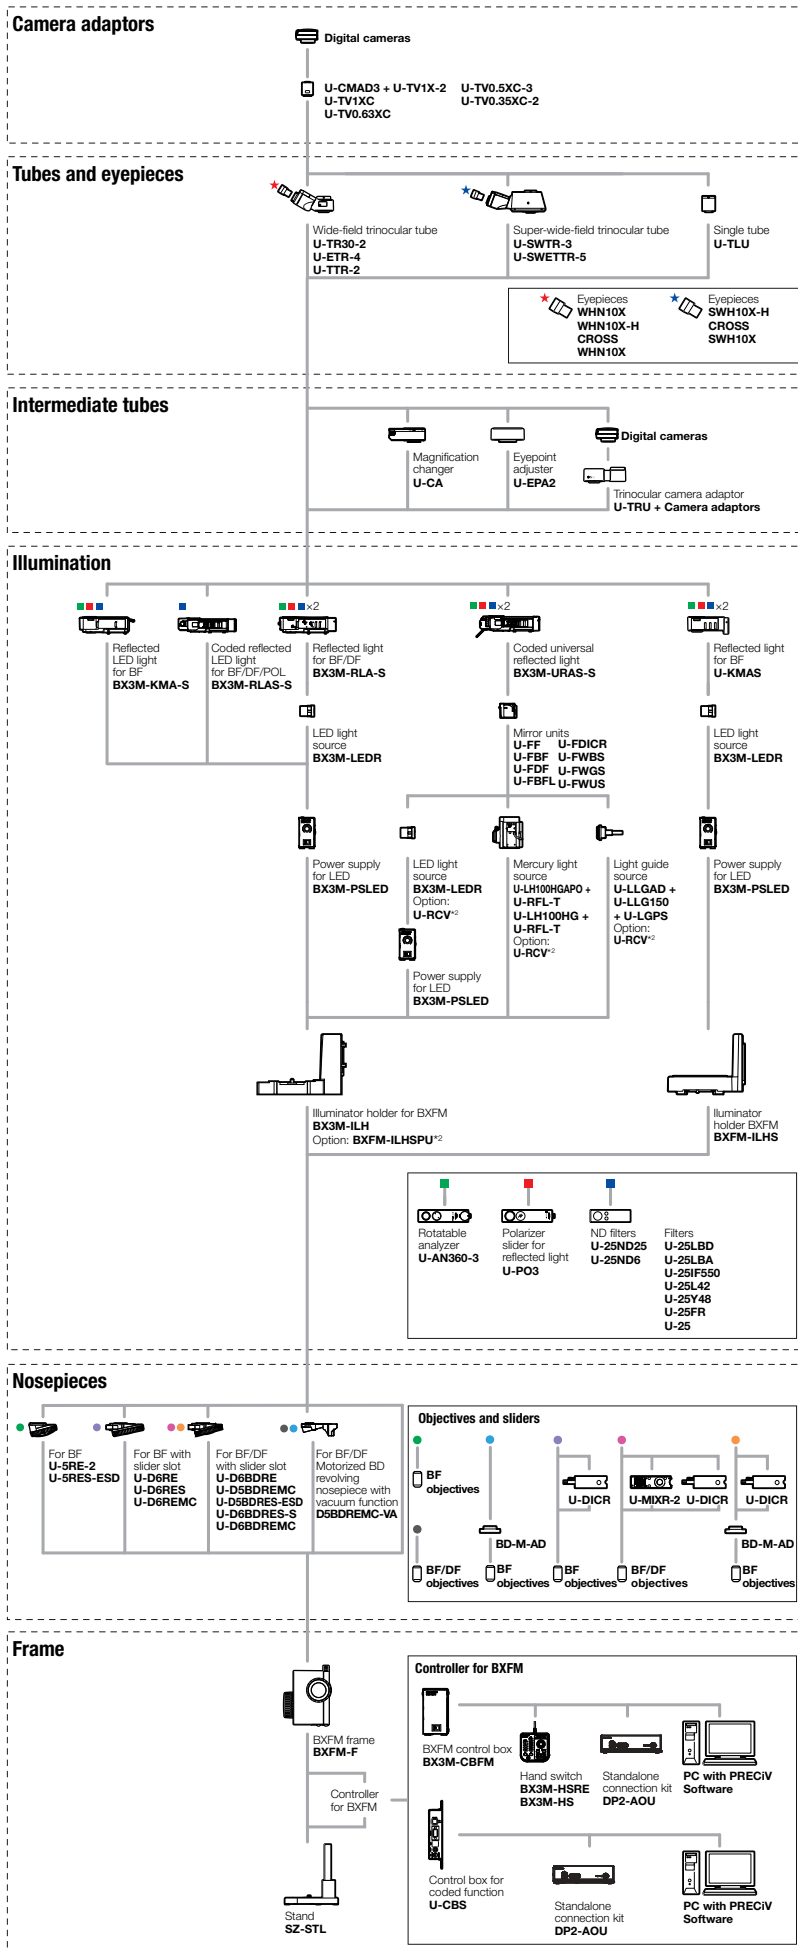 Camera adaptors
Digital cameras
U-CMAD3 + U-TV1X-2
U-TV1XC
U-TV0.63XC
U-TV0.5XC-3
U-TV0.35XC-2
Tubes and eyepieces
Wide-field trinocular tube
U-TR30-2
U-ETR-4
U-TTR-2
Super-wide-field trinocular tube
U-SWTR-3
U-SWETTR-5
Single tube
U-TLU
Eyepieces
WHN10X
WHN10X-H
CROSS
WHN10X
Eyepieces
SWH10X-H
CROSS
SWH10X
Intermediate tubes
Magnification
changer
U-CA
Eyepoint
adjuster
U-EPA2
Digital cameras
Trinocular camera adaptor
U-TRU + Camera adaptors
Illumination
Reflected
LED light
for BF
BX3M-KMA-S
Coded reflected
LED light
for BF/DF/POL
BX3M-RLAS-S
×2
Reflected light
for BF/DF
BX3M-RLA-S
LED light
source
BX3M-LEDR
Power supply
for LED
BX3M-PSLED
×2
Coded universal
reflected light
BX3M-URAS-S
Mirror units
U-FF
U-FBF
U-FDF
U-FBFL
U-FDICR
U-FWBS
U-FWGS
U-FWUS
LED light
source
BX3M-LEDR
Option:
U-RCV*2
Power supply
for LED
BX3M-PSLED
Mercury light
source
U-LH100HGAPO +
U-RFL-T
U-LH100HG +
U-RFL-T
Option:
U-RCV*2
Light guide
source
U-LLGAD +
U-LLG150
+ U-LGPS
Option:
U-RCV*2
×2
Reflected light
for BF
U-KMAS
LED light
source
BX3M-LEDR
Power supply
for LED
BX3M-PSLED
Illuminator holder for BXFM
BX3M-ILH
Option: BXFM-ILHSPU*2
Iluminator
holder BXFM
BXFM-ILHS
Rotatable
analyzer
U-AN360-3
Polarizer
slider for
reflected light
U-PO3
ND filters
U-25ND25
U-25ND6
Filters
U-25LBD
U-25LBA
U-25IF550
U-25L42
U-25Y48
U-25FR
U-25
Nosepieces
For BF
U-5RE-2
U-5RES-ESD
For BF with
slider slot
U-D6RE
U-D6RES
U-D6REMC
For BF/DF
with slider slot
U-D6BDRE
U-D5BDREMC
U-D5BDRES-ESD
U-D6BDRES-S
U-D6BDREMC
For BF/DF
Motorized BD
revolving
nosepiece with
vacuum function
D5BDREMC-VA
Objectives and sliders
BF
objectives
BF/DF
objectives
BD-M-AD
BF
objectives
U-DICR
BF
objectives
U-MIXR-2
U-DICR
BF/DF
objectives
U-DICR
BD-M-AD
BF
objectives
Frame
BXFM frame
BXFM-F
Controller
for BXFM
Stand
SZ-STL
Controller for BXFM
BXFM control box
BX3M-CBFM
Hand switch
BX3M-HSRE
BX3M-HS
Standalone
connection kit
DP2-AOU
PC with PRECiV
Software
Control box for
coded function
U-CBS
Standalone
connection kit
DP2-AOU
PC with PRECiV
Software